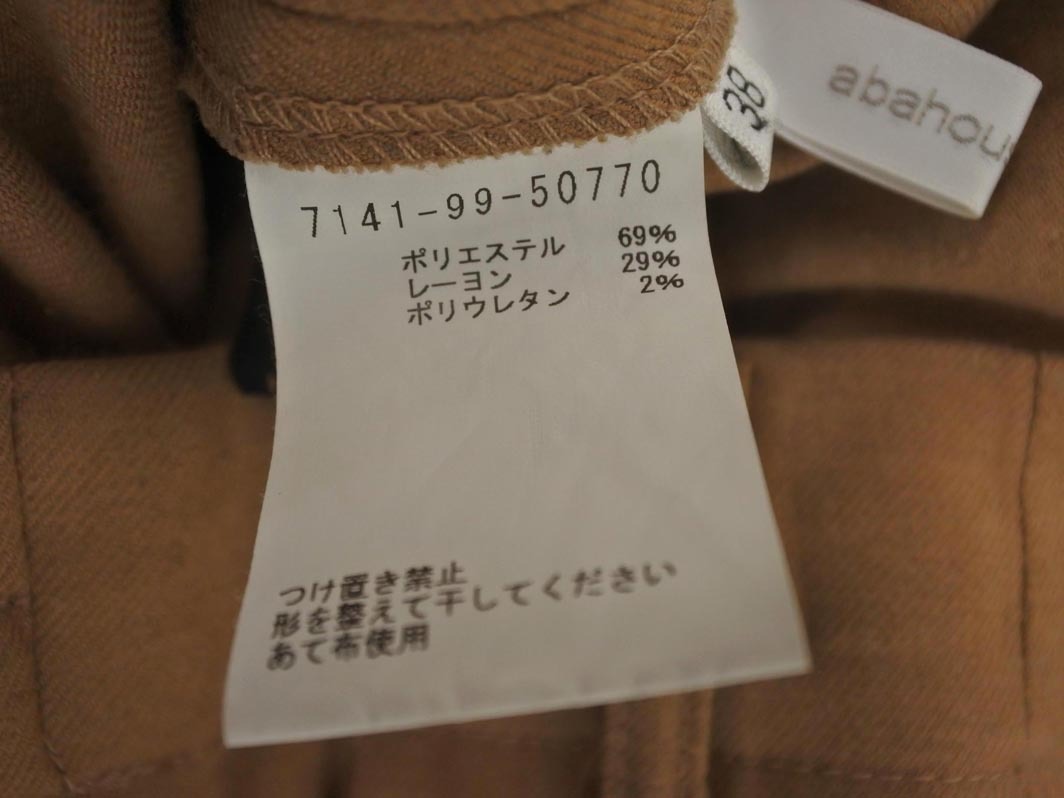 38
abahou
7141-99-50770
ポリエステル 69%
レーヨン 29%
ポリウレタン 2%
つけ置き禁止
形を整えて干してください
あて布使用